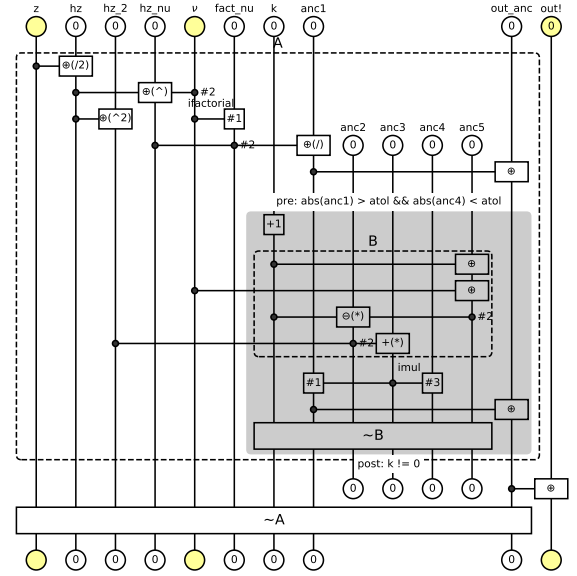 z hz hz_2 hz_nu ν fact_nu k anc1 out_anc out!
0 0 0 0 0 0 0 0
A
⊕(/2)
⊕(^) #2
ifactorial
⊕(^2) #1
anc2 anc3 anc4 anc5
#2 ⊕(/) 0 0 0 0
⊕
pre: abs(anc1) > atol && abs(anc4) < atol
+1
B
⊕
⊕
⊖(*) #2
#2 +(*)
imul
#1 #3
⊕
~B
post: k != 0
0 0 0 0 ⊕
~A
0 0 0 0 0 0 0